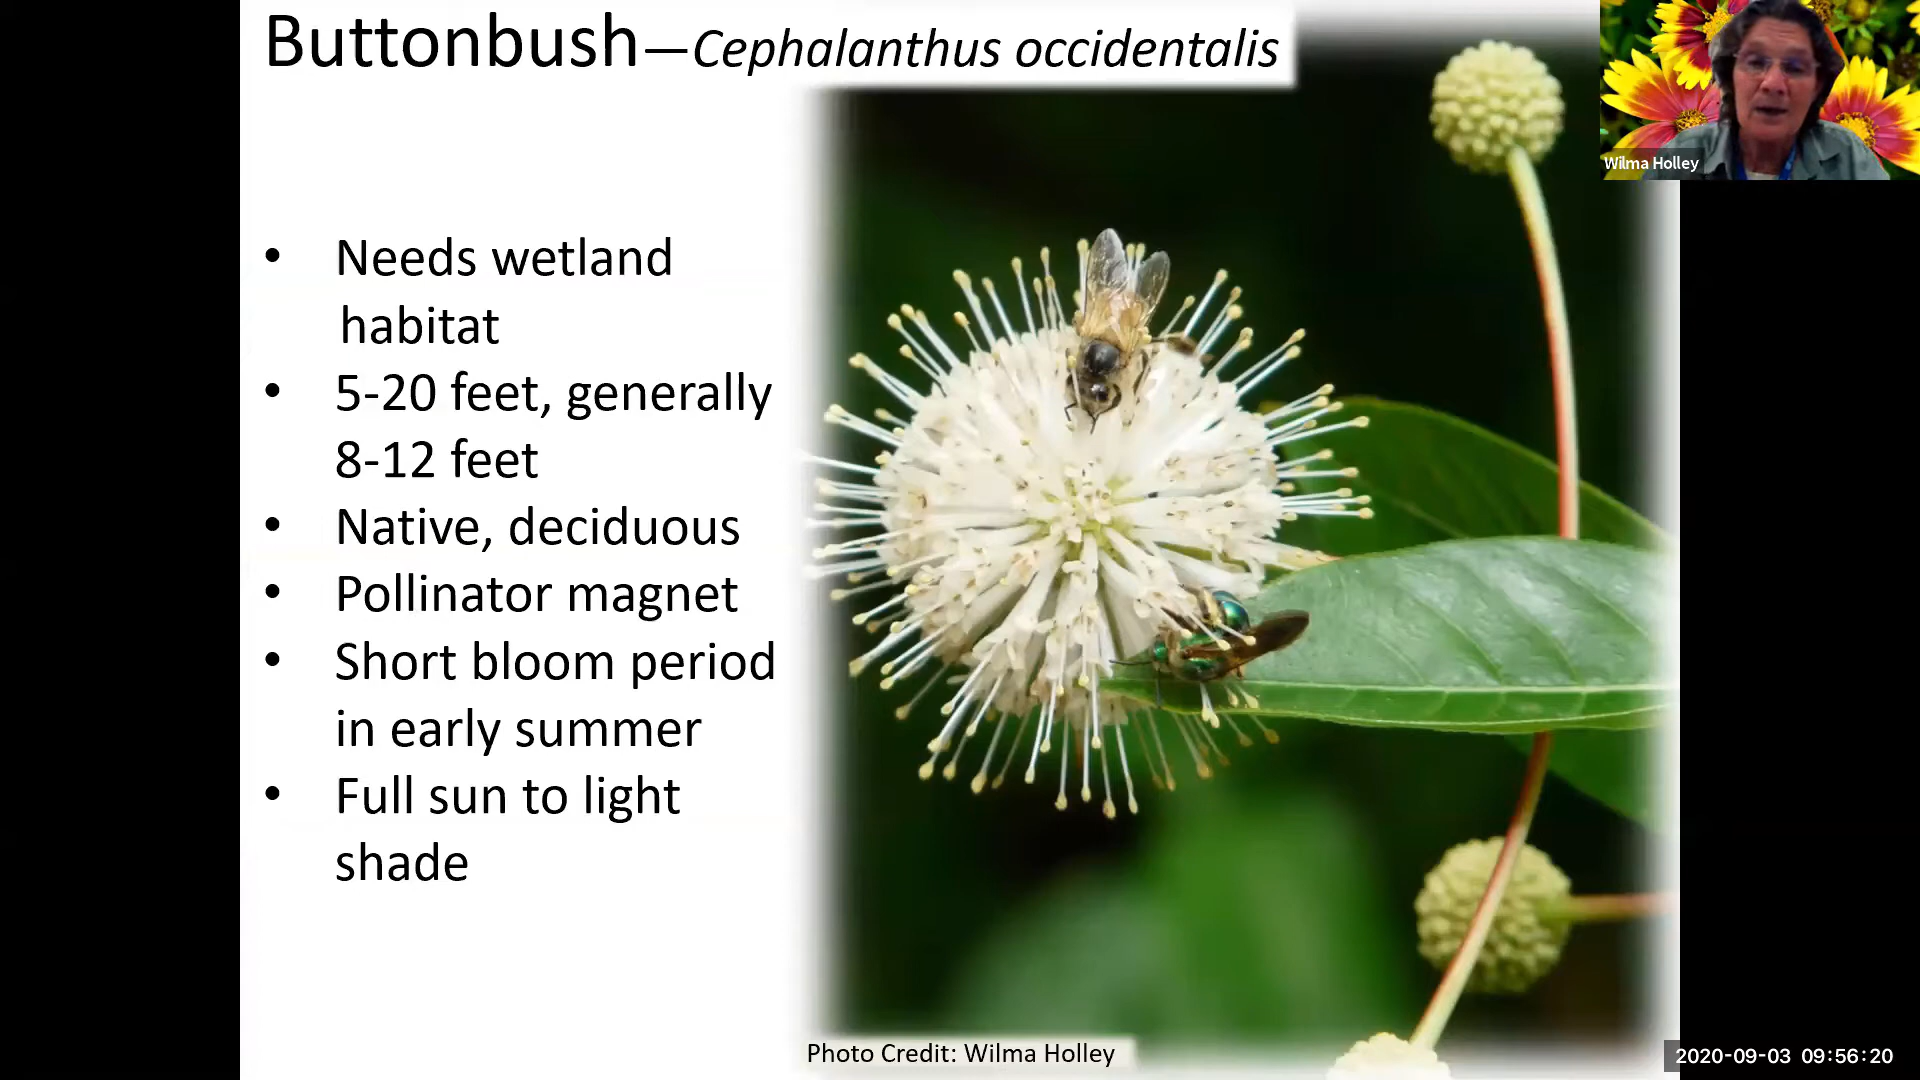 Buttonbush—Cephalanthus occidentalis
Wilma Holley
• Needs wetland
habitat
• 5-20 feet, generally
8-12 feet
• Native, deciduous
• Pollinator magnet
• Short bloom period
in early summer
• Full sun to light
shade
Photo Credit: Wilma Holley
2020-09-03 09:56:20